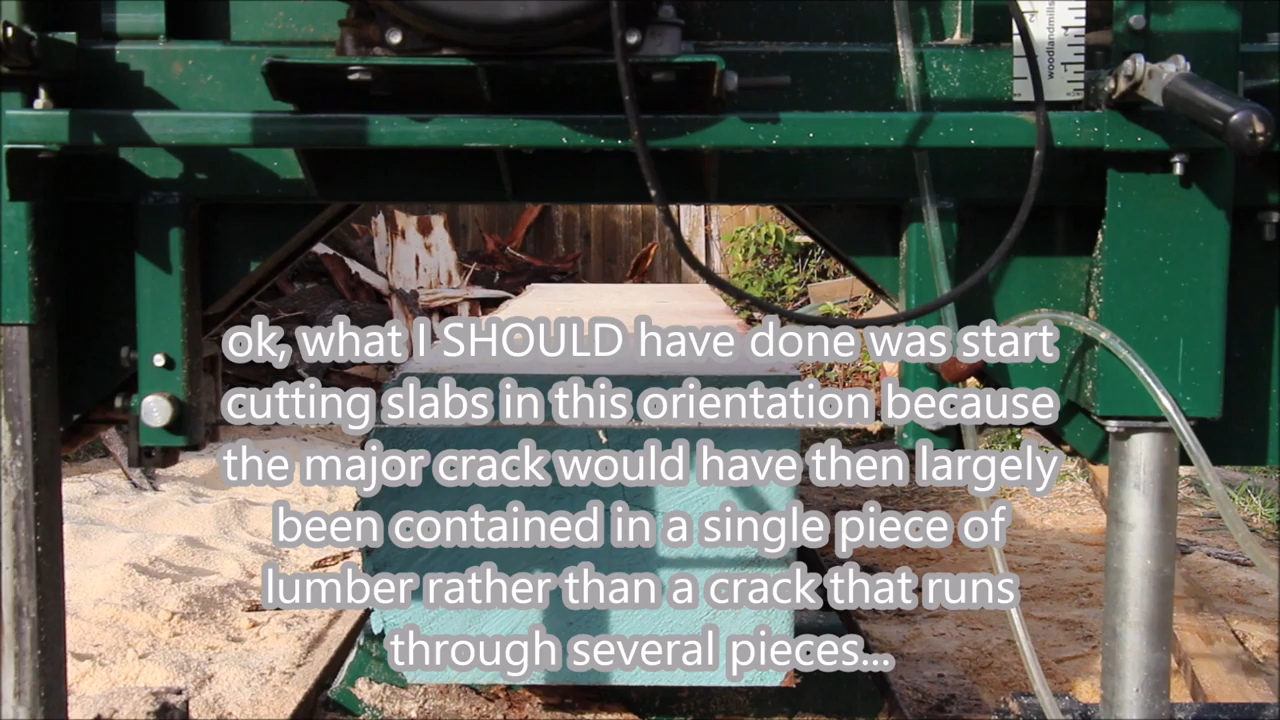 woodlandmills
ok, what I SHOULD have done was start
cutting slabs in this orientation because
the major crack would have then largely
been contained in a single piece of
lumber rather than a crack that runs
through several pieces...